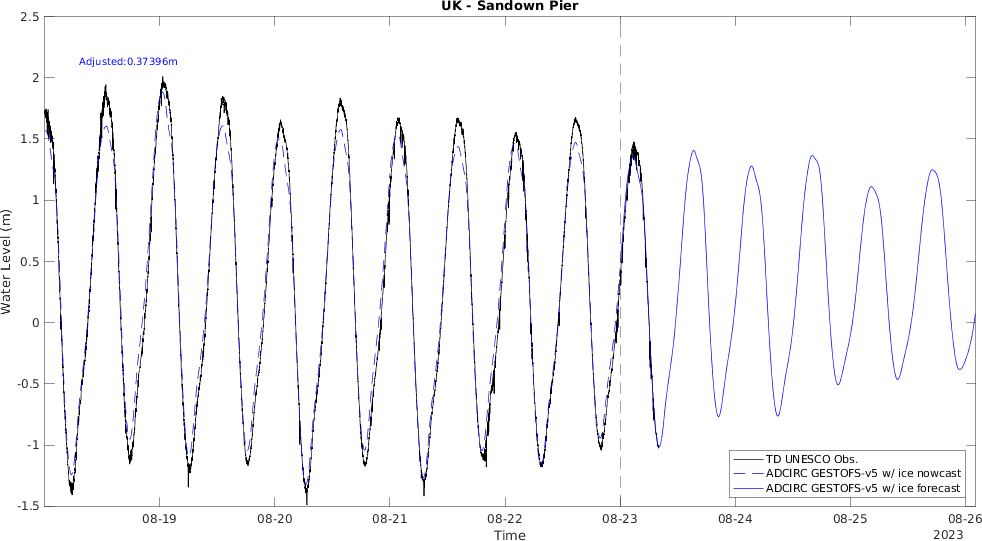 UK - Sandown Pier
2.5
2
1.5
1
0.5
0
-0.5
-1
-1.5
Water Level (m)
Adjusted:0.37396m
TD UNESCO Obs.
ADCIRC GESTOFS-v5 w/ ice nowcast
ADCIRC GESTOFS-v5 w/ ice forecast
08-19 08-20 08-21 08-22 08-23 08-24 08-25 08-26
Time 2023